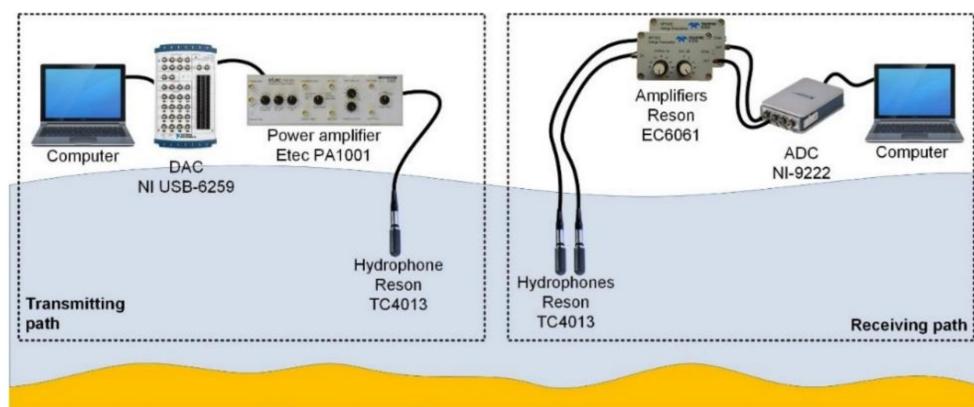 Computer
DAC
NI USB-6259
Power amplifier
Etec PA1001
Hydrophone
Reson
TC4013
Transmitting
path
Amplifiers
Reson
EC6061
ADC
NI-9222
Computer
Hydrophones
Reson
TC4013
Receiving path